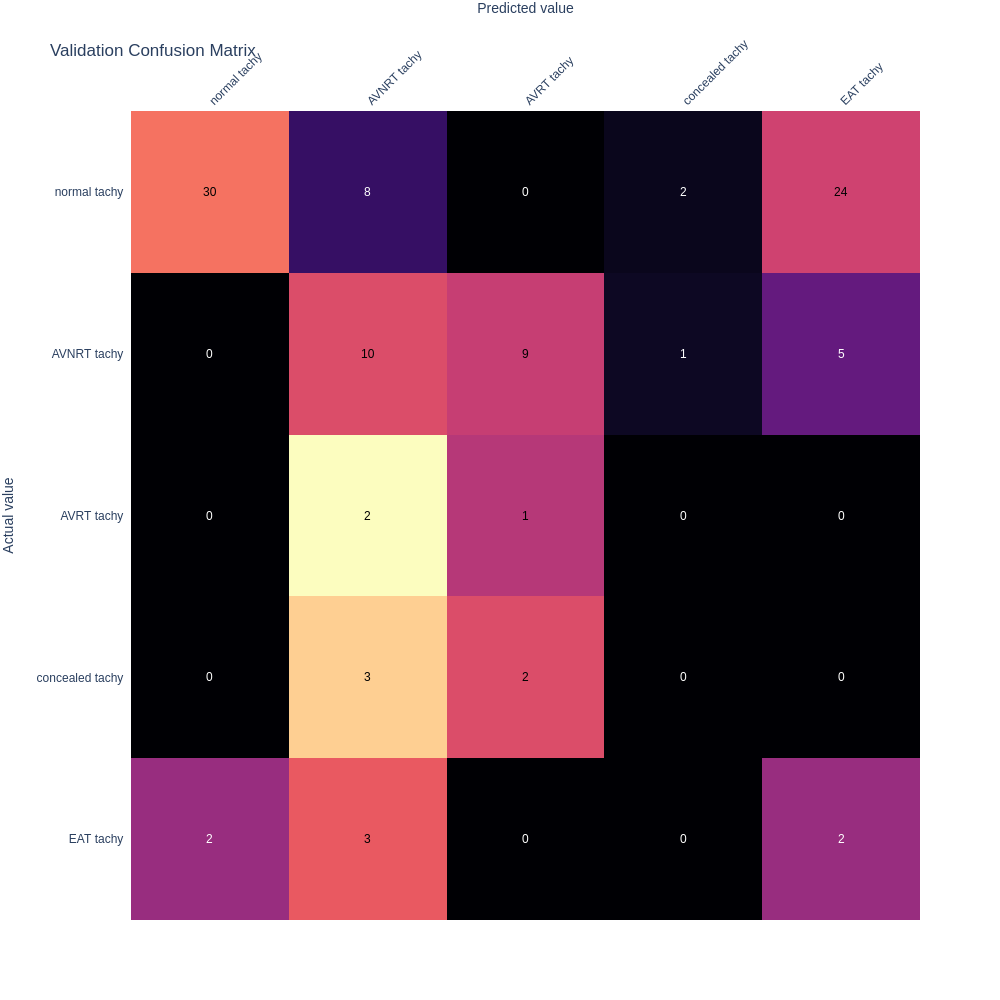 Predicted value
Validation Confusion Matrix
normal tachy AVNRT tachy AVRT tachy concealed tachy EAT tachy
normal tachy 30 8 0 2 24
AVNRT tachy 0 10 9 1 5
Actual value
AVRT tachy 0 2 1 0 0
concealed tachy 0 3 2 0 0
EAT tachy 2 3 0 0 2